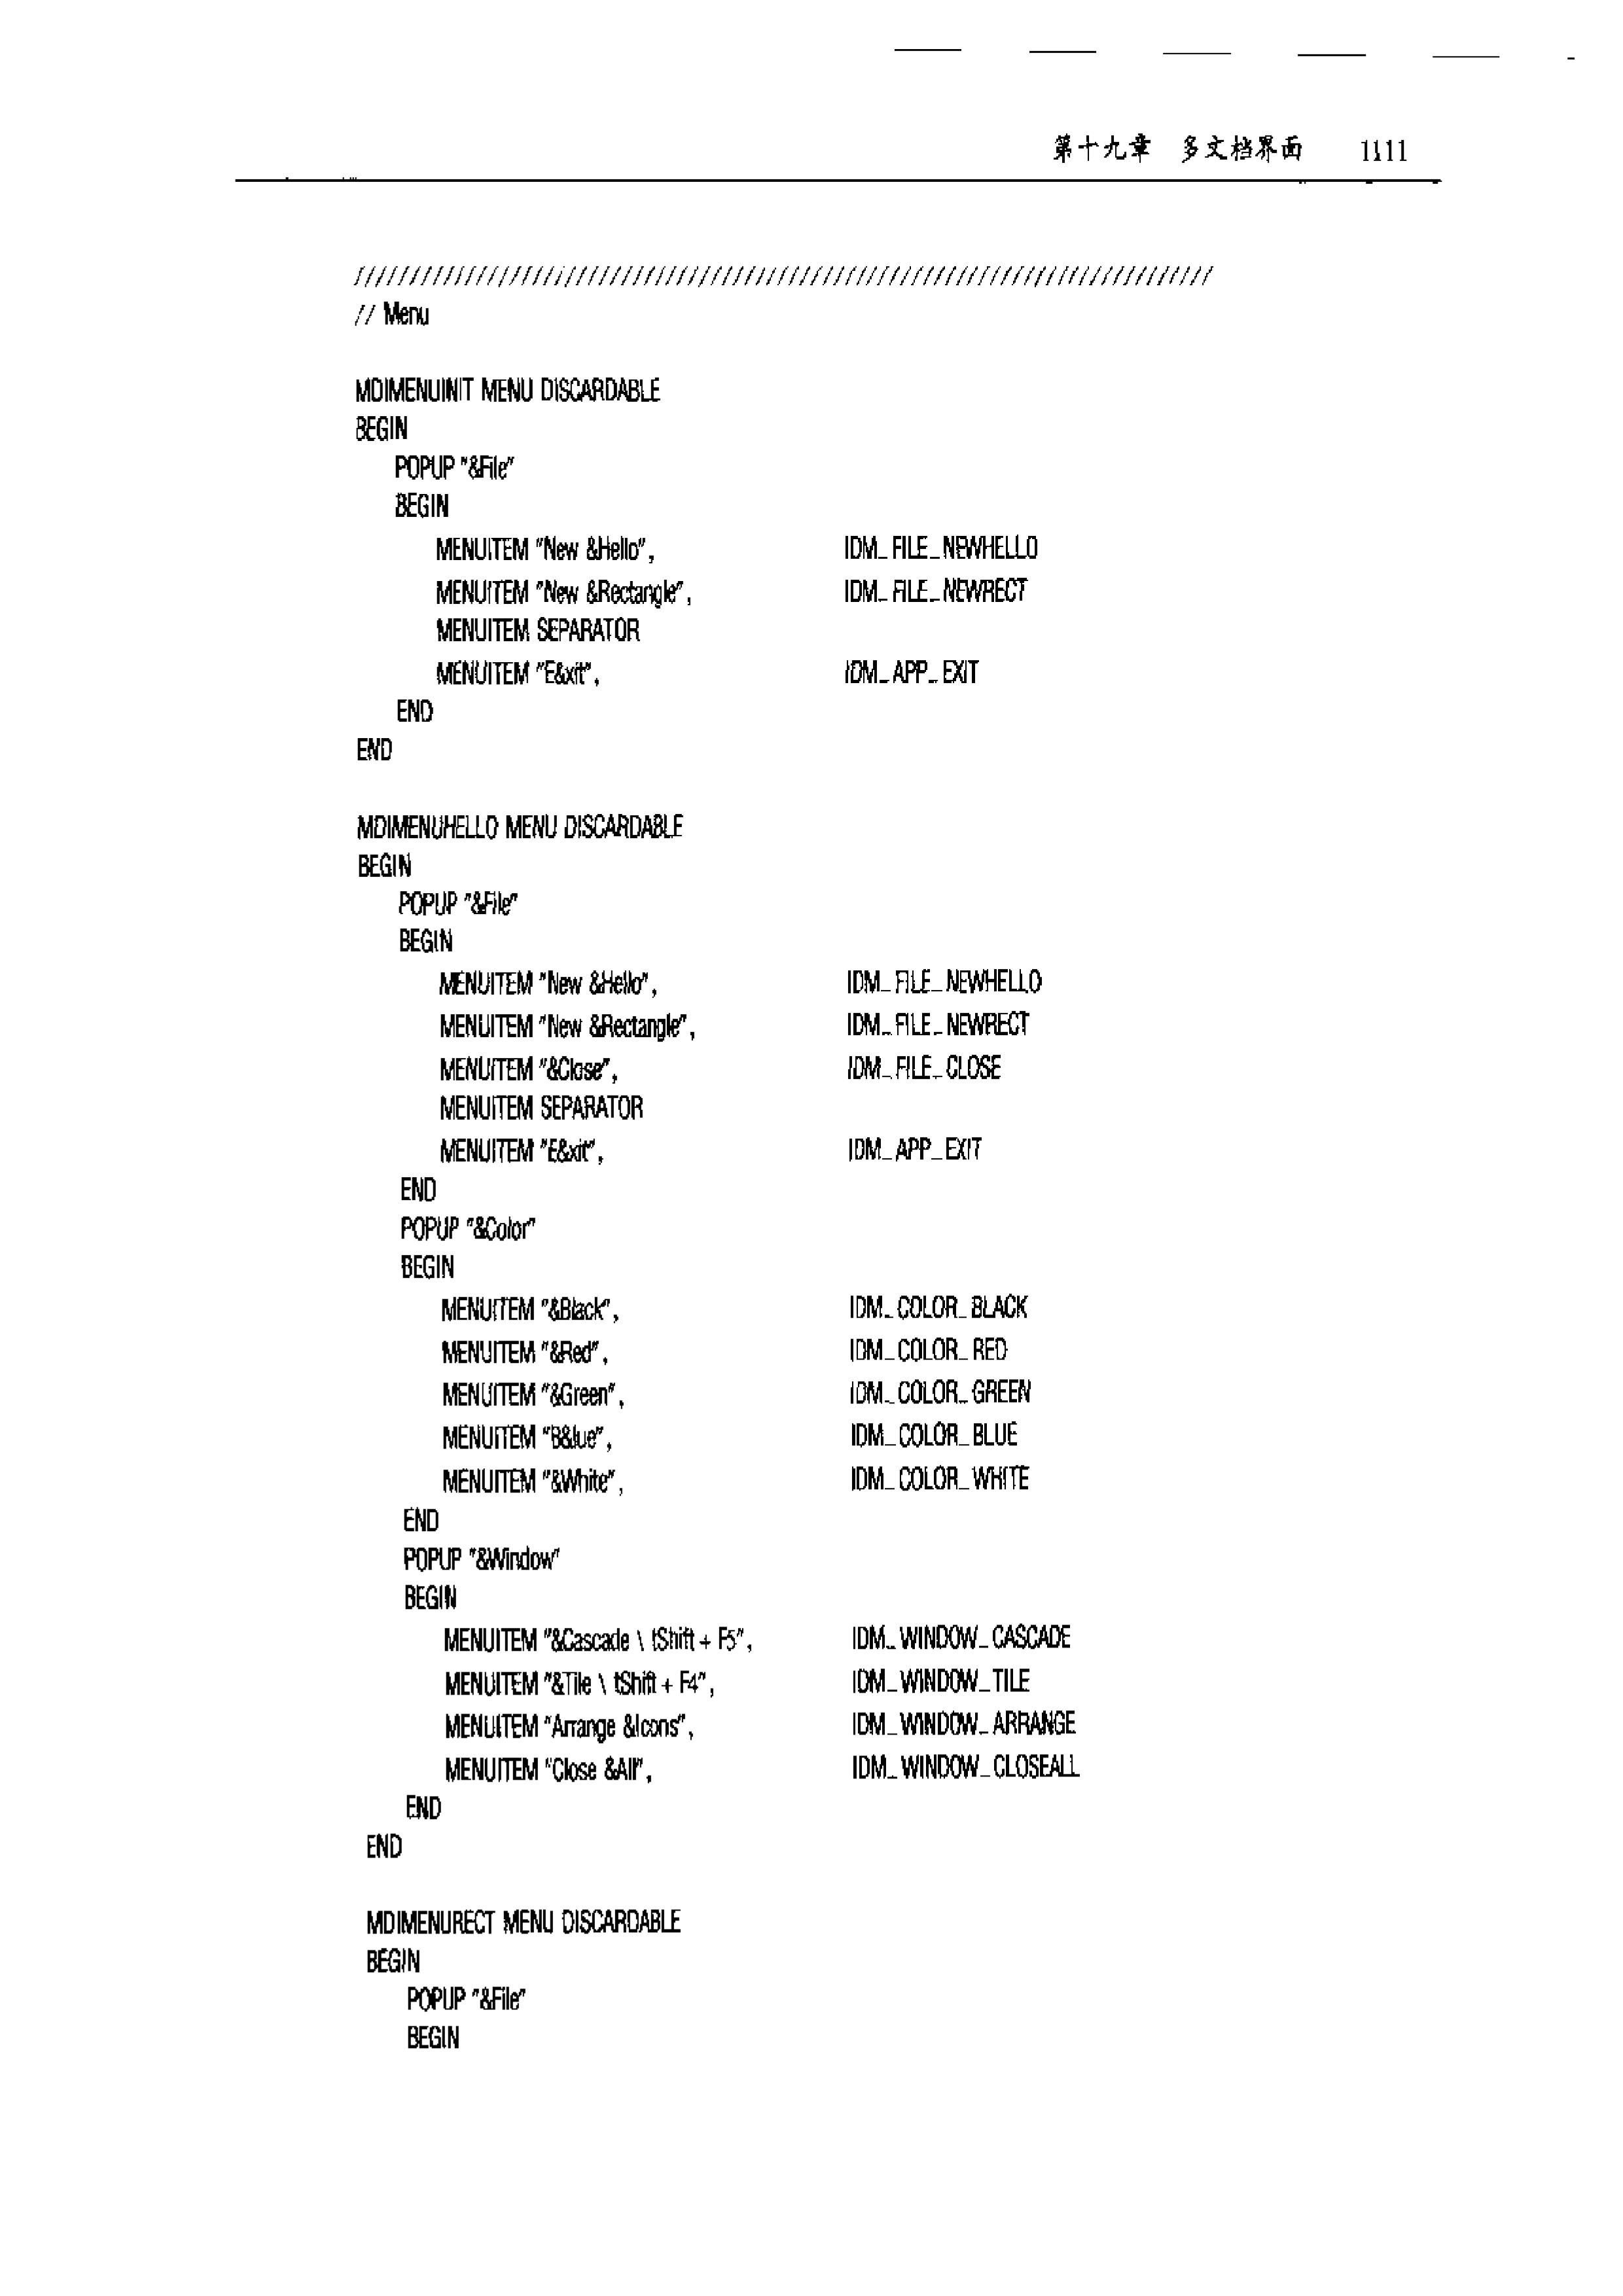 第十九章 多文档界面 1111
/////////////////////////////////////////////////////////////////////////////
// Menu
MDIMENUINIT MENU DISCARDABLE
BEGIN
POPUP "&File"
BEGIN
MENUITEM "New &Hello", IDM_FILE_NEWHELLO
MENUITEM "New &Rectangle", IDM_FILE_NEWRECT
MENUITEM SEPARATOR
MENUITEM "E&xit", IDM_APP_EXIT
END
END
MDIMENUHELLO MENU DISCARDABLE
BEGIN
POPUP "&File"
BEGIN
MENUITEM "New &Hello", IDM_FILE_NEWHELLO
MENUITEM "New &Rectangle", IDM_FILE_NEWRECT
MENUITEM "&Close", IDM_FILE_CLOSE
MENUITEM SEPARATOR
MENUITEM "E&xit", IDM_APP_EXIT
END
POPUP "&Color"
BEGIN
MENUITEM "&Black", IDM_COLOR_BLACK
MENUITEM "&Red", IDM_COLOR_RED
MENUITEM "&Green", IDM_COLOR_GREEN
MENUITEM "B&lue", IDM_COLOR_BLUE
MENUITEM "&White", IDM_COLOR_WHITE
END
POPUP "&Window"
BEGIN
MENUITEM "&Cascade \ tShift + F5", IDM_WINDOW_CASCADE
MENUITEM "&Tile \ tShift + F4", IDM_WINDOW_TILE
MENUITEM "Arrange &Icons", IDM_WINDOW_ARRANGE
MENUITEM "Close &All", IDM_WINDOW_CLOSEALL
END
END
MDIMENURECT MENU DISCARDABLE
BEGIN
POPUP "&File"
BEGIN